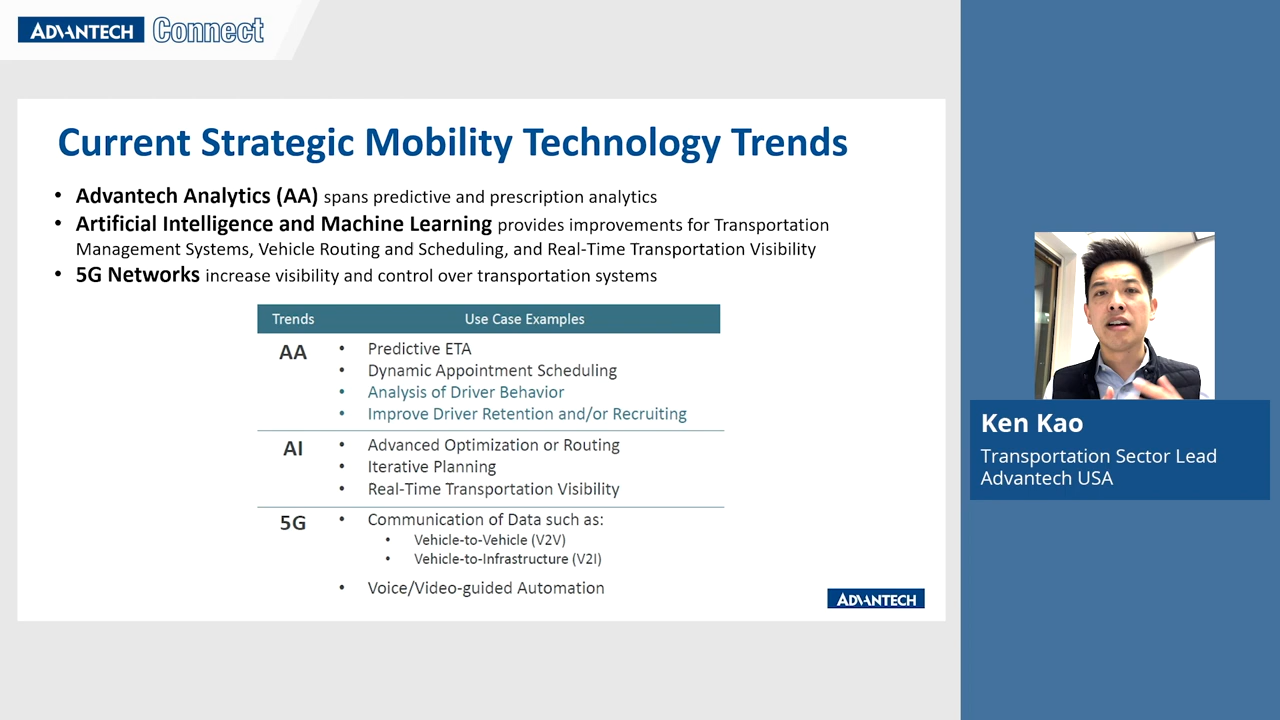 ADVANTECH Connect
Current Strategic Mobility Technology Trends
• Advantech Analytics (AA) spans predictive and prescription analytics
• Artificial Intelligence and Machine Learning provides improvements for Transportation
Management Systems, Vehicle Routing and Scheduling, and Real-Time Transportation Visibility
• 5G Networks increase visibility and control over transportation systems
Trends Use Case Examples
AA • Predictive ETA
• Dynamic Appointment Scheduling
• Analysis of Driver Behavior
• Improve Driver Retention and/or Recruiting
AI • Advanced Optimization or Routing
• Iterative Planning
• Real-Time Transportation Visibility
5G • Communication of Data such as:
• Vehicle-to-Vehicle (V2V)
• Vehicle-to-Infrastructure (V2I)
• Voice/Video-guided Automation
ADVANTECH
Ken Kao
Transportation Sector Lead
Advantech USA